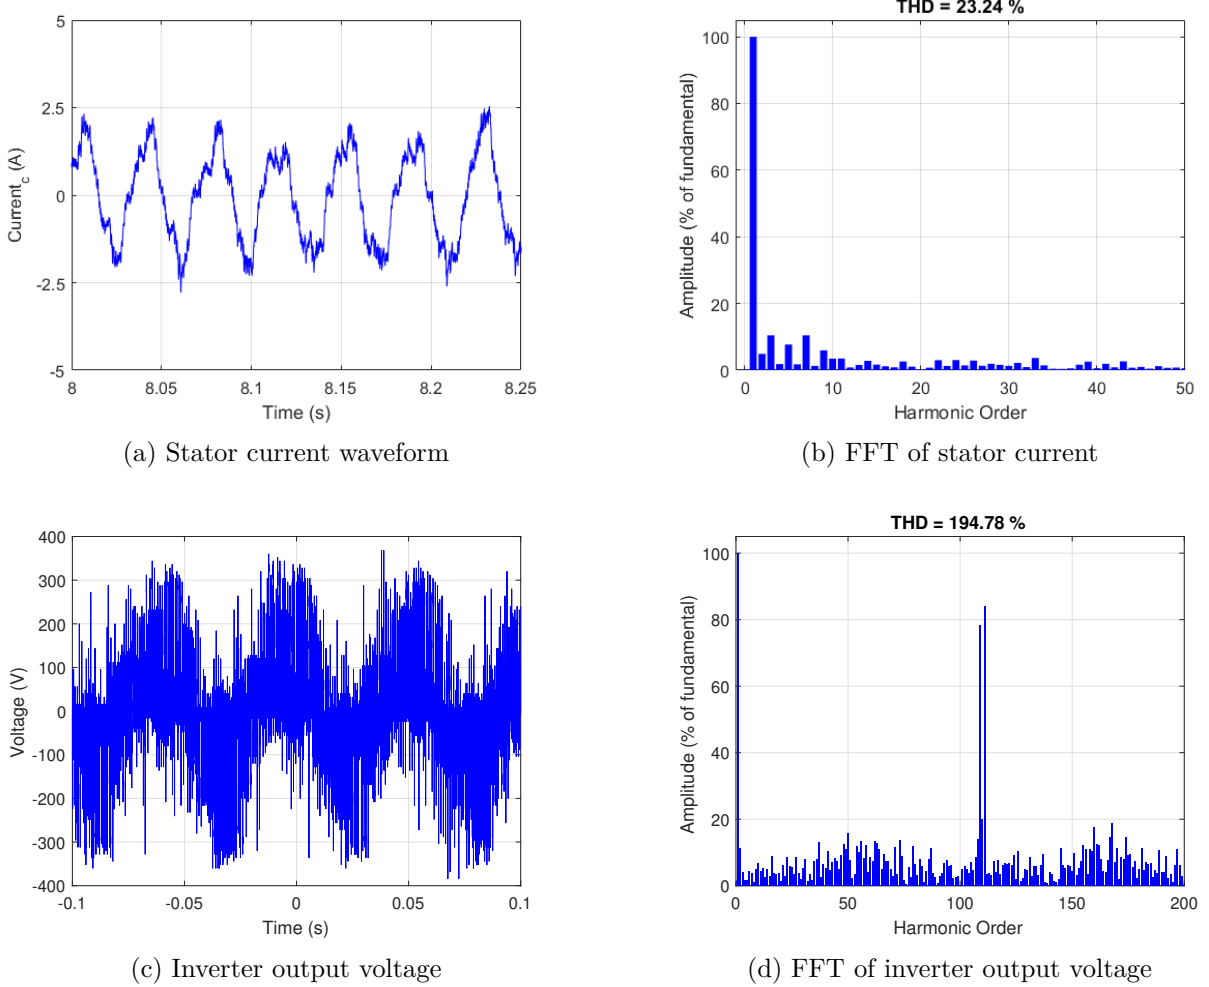 5
2.5
0
-2.5
-5
Current_c (A)
8 8.05 8.1 8.15 8.2 8.25
Time (s)
(a) Stator current waveform
THD = 23.24 %
100
80
60
40
20
0
Amplitude (% of fundamental)
0 10 20 30 40 50
Harmonic Order
(b) FFT of stator current
400
300
200
100
0
-100
-200
-300
-400
Voltage (V)
-0.1 -0.05 0 0.05 0.1
Time (s)
(c) Inverter output voltage
THD = 194.78 %
100
80
60
40
20
0
Amplitude (% of fundamental)
0 50 100 150 200
Harmonic Order
(d) FFT of inverter output voltage